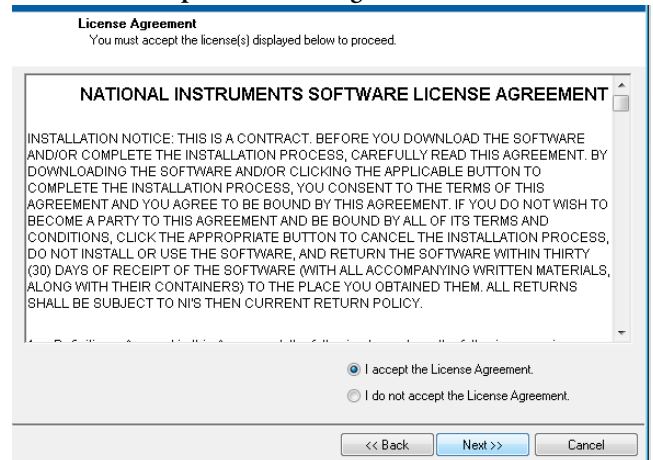 License Agreement
You must accept the license(s) displayed below to proceed.
NATIONAL INSTRUMENTS SOFTWARE LICENSE AGREEMENT
INSTALLATION NOTICE: THIS IS A CONTRACT. BEFORE YOU DOWNLOAD THE SOFTWARE
AND/OR COMPLETE THE INSTALLATION PROCESS, CAREFULLY READ THIS AGREEMENT. BY
DOWNLOADING THE SOFTWARE AND/OR CLICKING THE APPLICABLE BUTTON TO
COMPLETE THE INSTALLATION PROCESS, YOU CONSENT TO THE TERMS OF THIS
AGREEMENT AND YOU AGREE TO BE BOUND BY THIS AGREEMENT. IF YOU DO NOT WISH TO
BECOME A PARTY TO THIS AGREEMENT AND BE BOUND BY ALL OF ITS TERMS AND
CONDITIONS, CLICK THE APPROPRIATE BUTTON TO CANCEL THE INSTALLATION PROCESS,
DO NOT INSTALL OR USE THE SOFTWARE, AND RETURN THE SOFTWARE WITHIN THIRTY
(30) DAYS OF RECEIPT OF THE SOFTWARE (WITH ALL ACCOMPANYING WRITTEN MATERIALS,
ALONG WITH THEIR CONTAINERS) TO THE PLACE YOU OBTAINED THEM. ALL RETURNS
SHALL BE SUBJECT TO NI'S THEN CURRENT RETURN POLICY.
I accept the License Agreement.
I do not accept the License Agreement.
<< Back Next >> Cancel